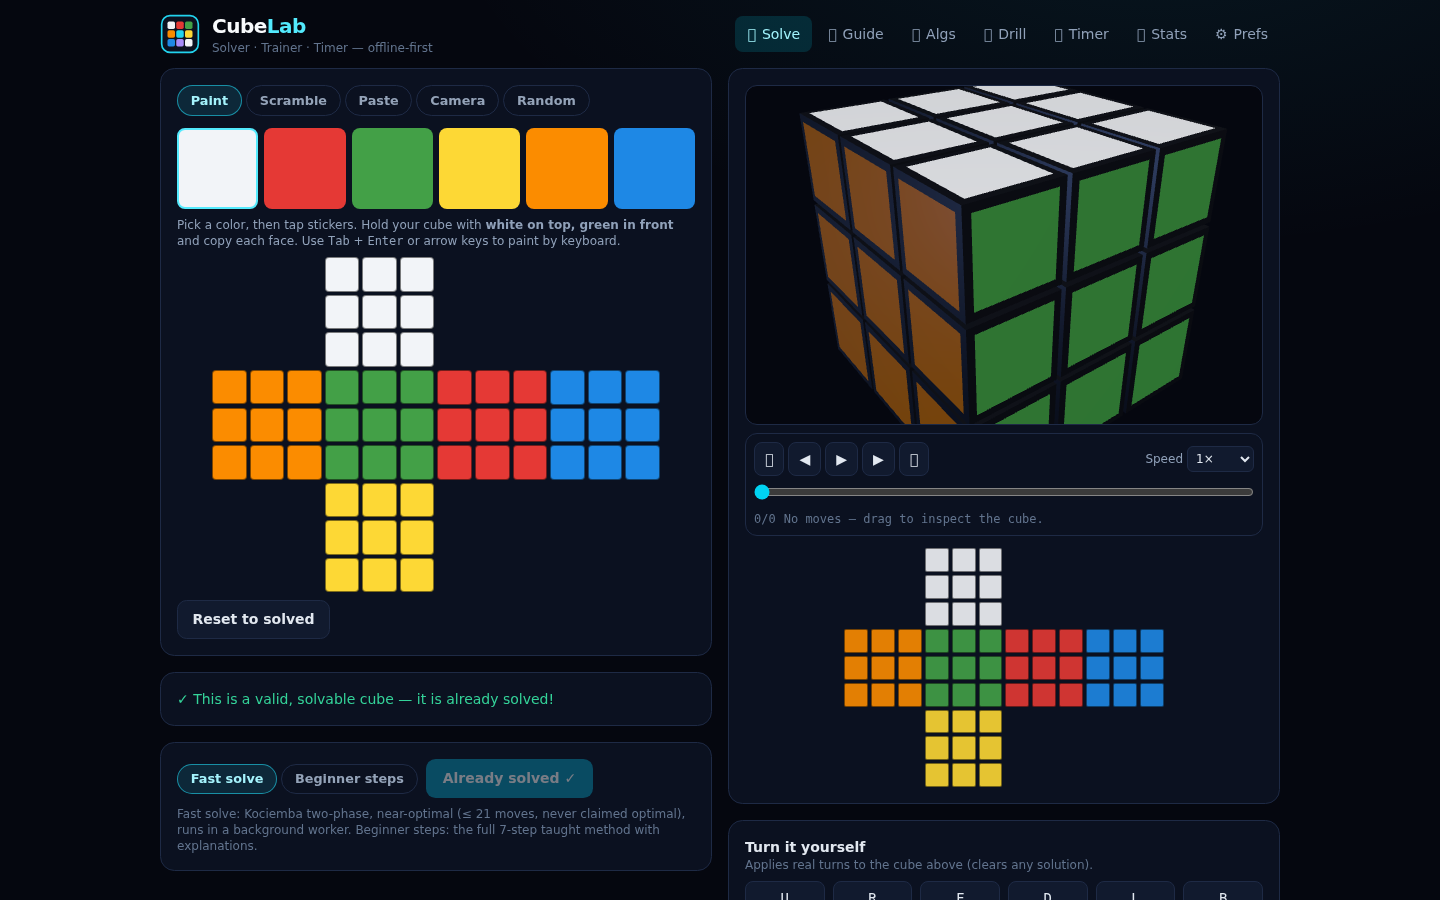 CubeLab
Solver · Trainer · Timer — offline-first
Solve
Guide
Algs
Drill
Timer
Stats
⚙ Prefs
Paint
Scramble
Paste
Camera
Random
Pick a color, then tap stickers. Hold your cube with white on top, green in front
and copy each face. Use Tab + Enter or arrow keys to paint by keyboard.
Reset to solved
✓ This is a valid, solvable cube — it is already solved!
Fast solve
Beginner steps
Already solved ✓
Fast solve: Kociemba two-phase, near-optimal (≤ 21 moves, never claimed optimal),
runs in a background worker. Beginner steps: the full 7-step taught method with
explanations.
Speed 1×
0/0 No moves — drag to inspect the cube.
Turn it yourself
Applies real turns to the cube above (clears any solution).